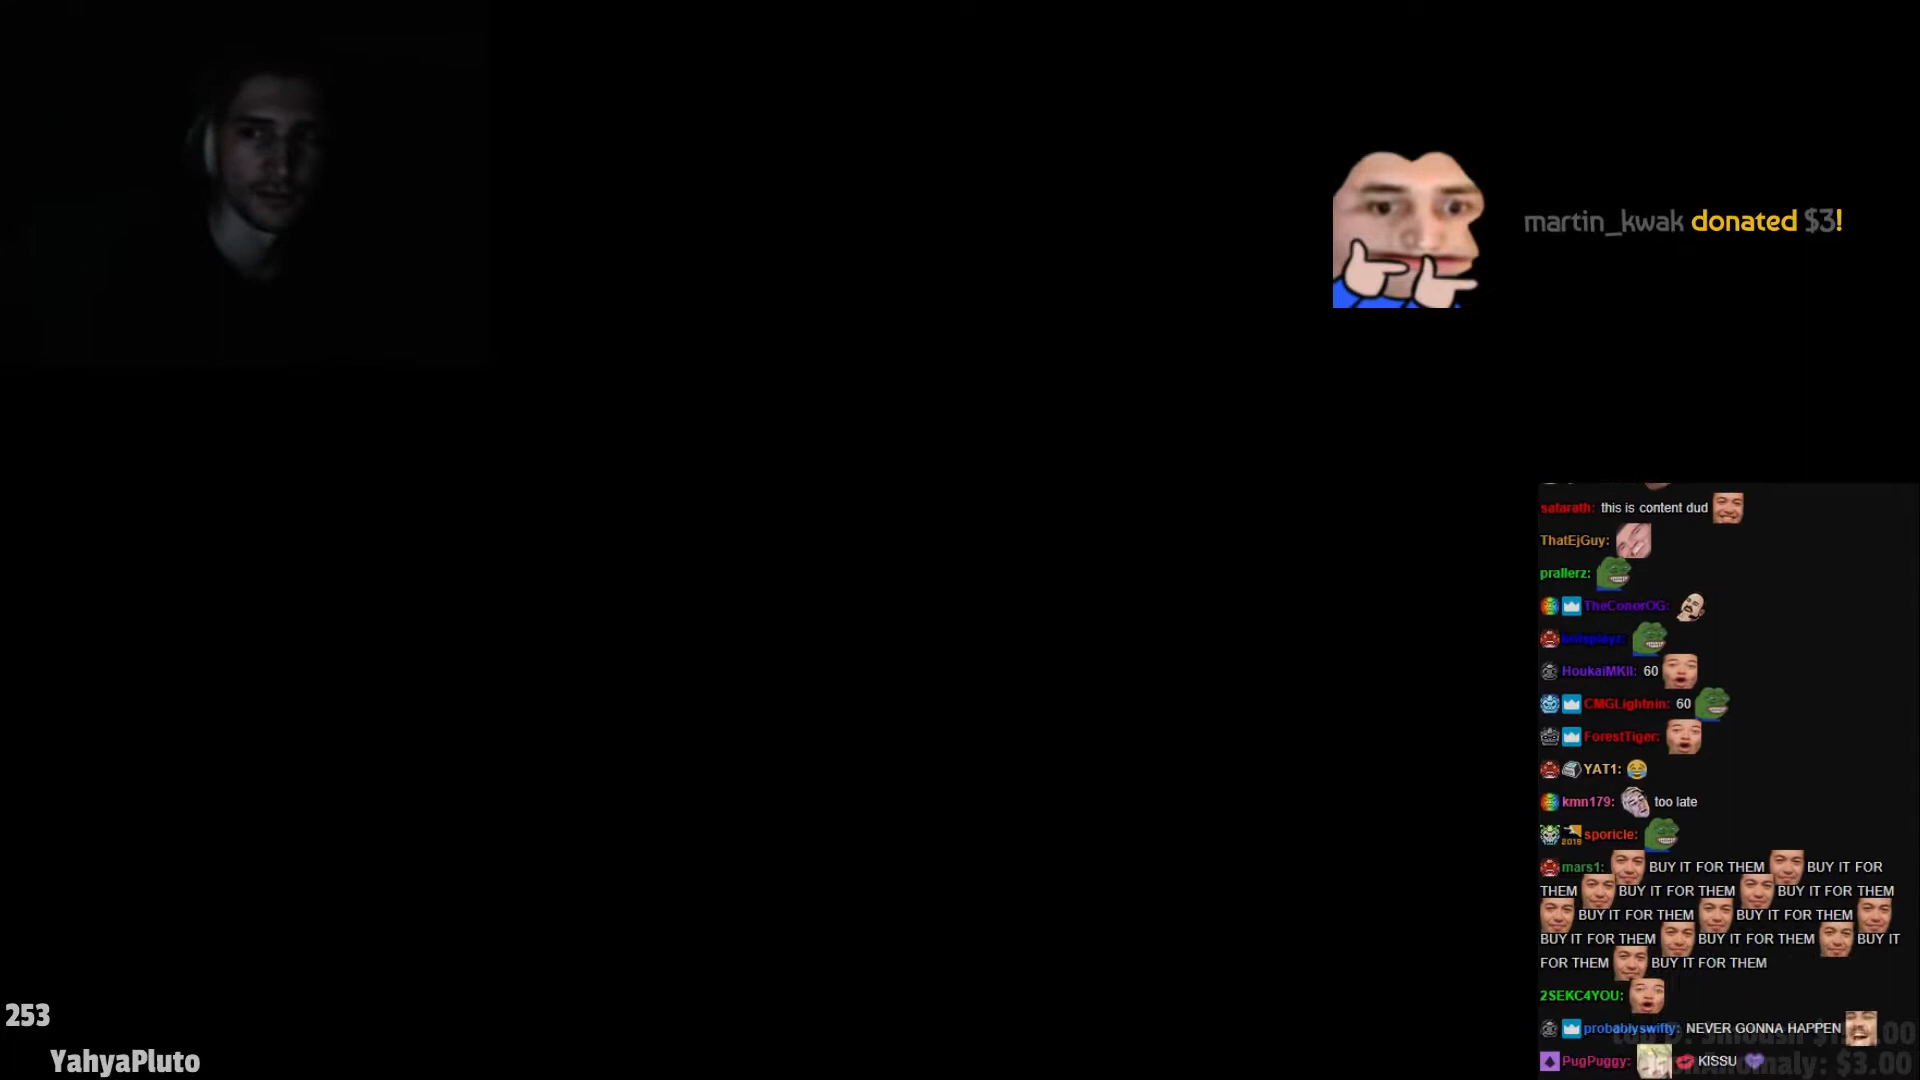 martin_kwak donated $3!
satarath: this is content dud
ThatEjGuy:
prallerz:
TheConorOG:
HoukaiMKII: 60
CMGLightnin: 60
ForestTiger:
YAT1:
kmn179: too late
2019 sporicle:
mars1: BUY IT FOR THEM BUY IT FOR
THEM BUY IT FOR THEM BUY IT FOR THEM
BUY IT FOR THEM BUY IT FOR THEM
BUY IT FOR THEM BUY IT FOR THEM BUY IT
FOR THEM BUY IT FOR THEM
2SEKC4YOU:
probablyswifty: NEVER GONNA HAPPEN
PugPuggy: KISSU
253
YahyaPluto
$3.00